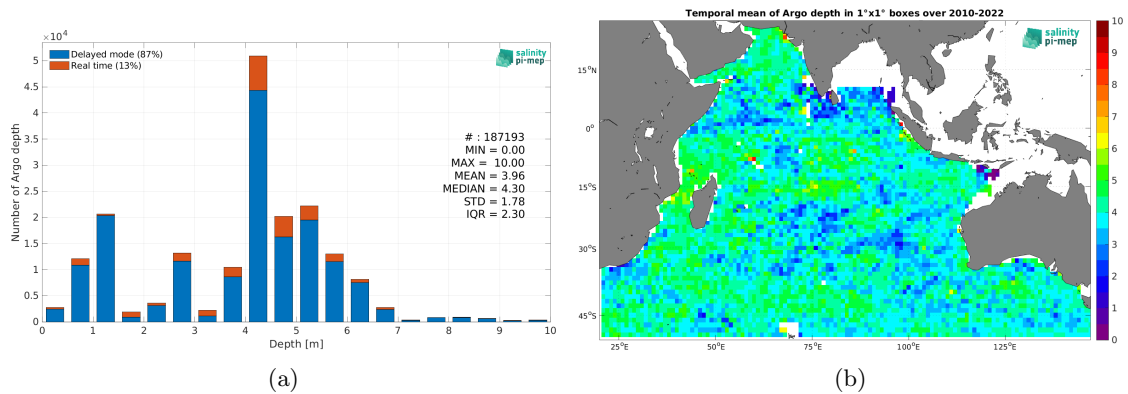 ×10⁴
Delayed mode (87%)
Real time (13%)
salinity
pi-mep
# : 187193
MIN = 0.00
MAX = 10.00
MEAN = 3.96
MEDIAN = 4.30
STD = 1.78
IQR = 2.30
5
4.5
4
3.5
3
2.5
2
1.5
1
0.5
0
Number of Argo depth
0 1 2 3 4 5 6 7 8 9 10
Depth [m]
(a)
Temporal mean of Argo depth in 1°x1° boxes over 2010-2022
salinity
pi-mep
15°N
0°
15°S
30°S
45°S
25°E 50°E 75°E 100°E 125°E
10
9
8
7
6
5
4
3
2
1
0
(b)